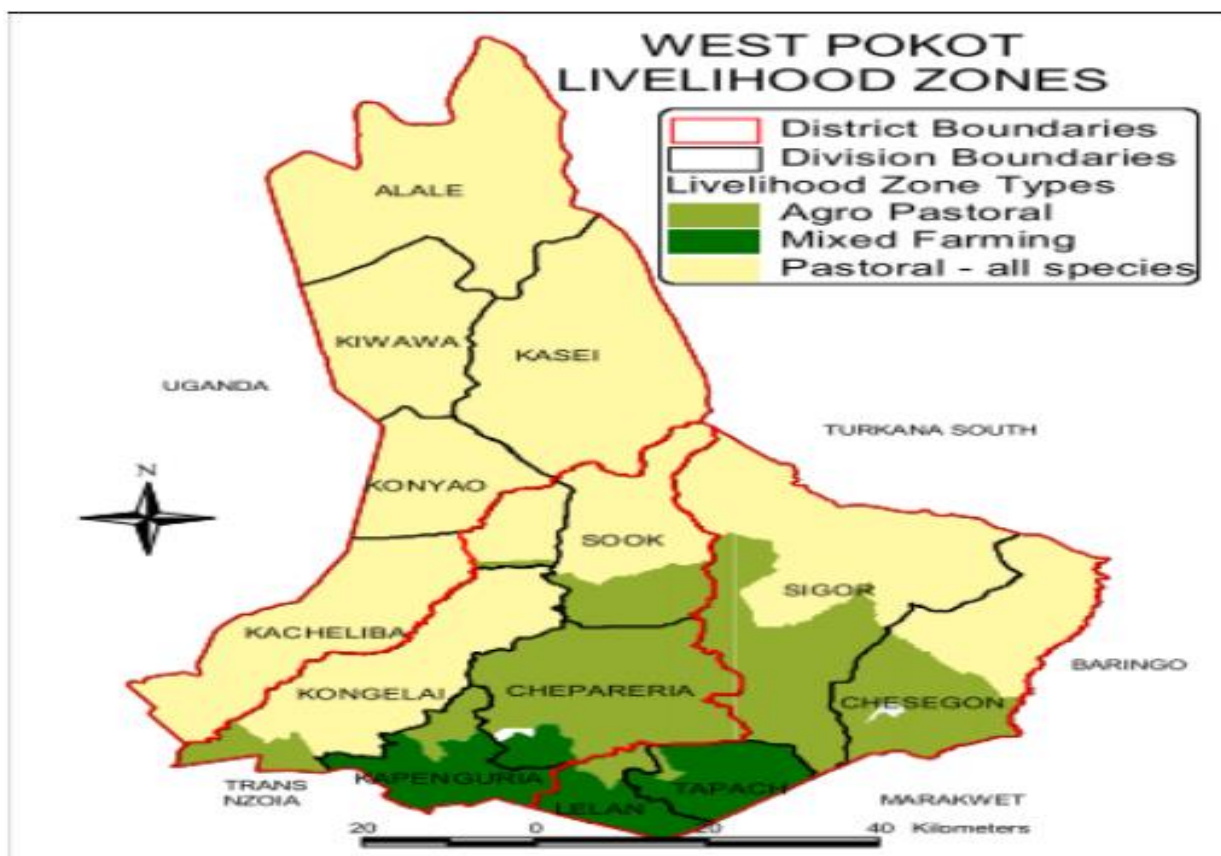 WEST POKOT
LIVELIHOOD ZONES
District Boundaries
Division Boundaries
Livelihood Zone Types
Agro Pastoral
Mixed Farming
Pastoral - all species
ALALE
KIWAWA
KASEI
UGANDA
TURKANA SOUTH
N
KONYAO
SOOK
SIGOR
KACHELIBA
BARINGO
KONGELAI
CHEPARERIA
CHESEGON
TRANS
NZOIA
KAPENGURIA
LELAN
TAPACH
MARAKWET
20 0 20 40 Kilometers